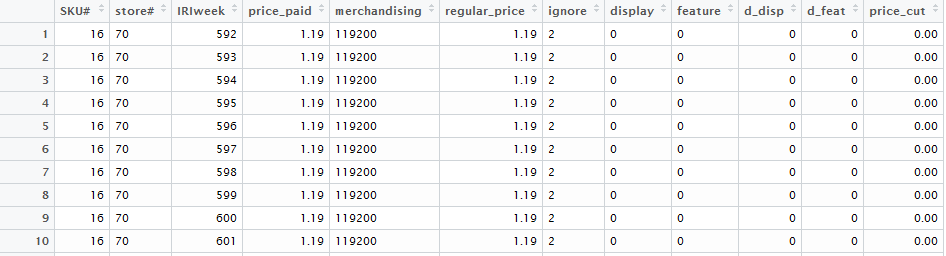 SKU# store# IRIweek price_paid merchandising regular_price ignore display feature d_disp d_feat price_cut
1 16 70 592 1.19 119200 1.19 2 0 0 0 0 0.00
2 16 70 593 1.19 119200 1.19 2 0 0 0 0 0.00
3 16 70 594 1.19 119200 1.19 2 0 0 0 0 0.00
4 16 70 595 1.19 119200 1.19 2 0 0 0 0 0.00
5 16 70 596 1.19 119200 1.19 2 0 0 0 0 0.00
6 16 70 597 1.19 119200 1.19 2 0 0 0 0 0.00
7 16 70 598 1.19 119200 1.19 2 0 0 0 0 0.00
8 16 70 599 1.19 119200 1.19 2 0 0 0 0 0.00
9 16 70 600 1.19 119200 1.19 2 0 0 0 0 0.00
10 16 70 601 1.19 119200 1.19 2 0 0 0 0 0.00